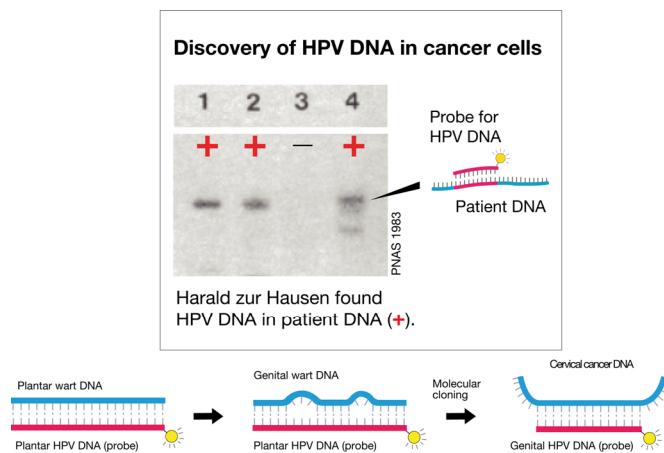 Discovery of HPV DNA in cancer cells
1 2 3 4
+ + — +
Probe for
HPV DNA
Patient DNA
PNAS 1983
Harald zur Hausen found
HPV DNA in patient DNA (+).
Plantar wart DNA
Plantar HPV DNA (probe)
Genital wart DNA
Plantar HPV DNA (probe)
Molecular
cloning
Cervical cancer DNA
Genital HPV DNA (probe)